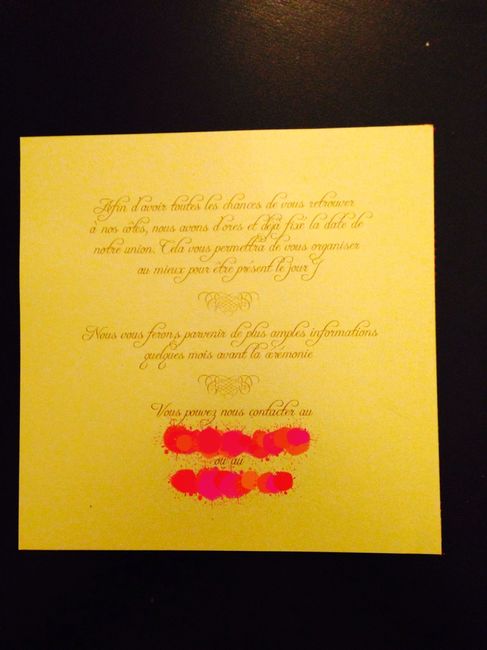 Afin d'avoir toutes les chances de vous retrouver
à nos côtés, nous avons d'ores et déjà fixé la date de
notre union. Cela vous permettra de vous organiser
au mieux pour être présent le jour J
Nous vous ferons parvenir de plus amples informations
quelques mois avant la cérémonie
Vous pouvez nous contacter au
ou au